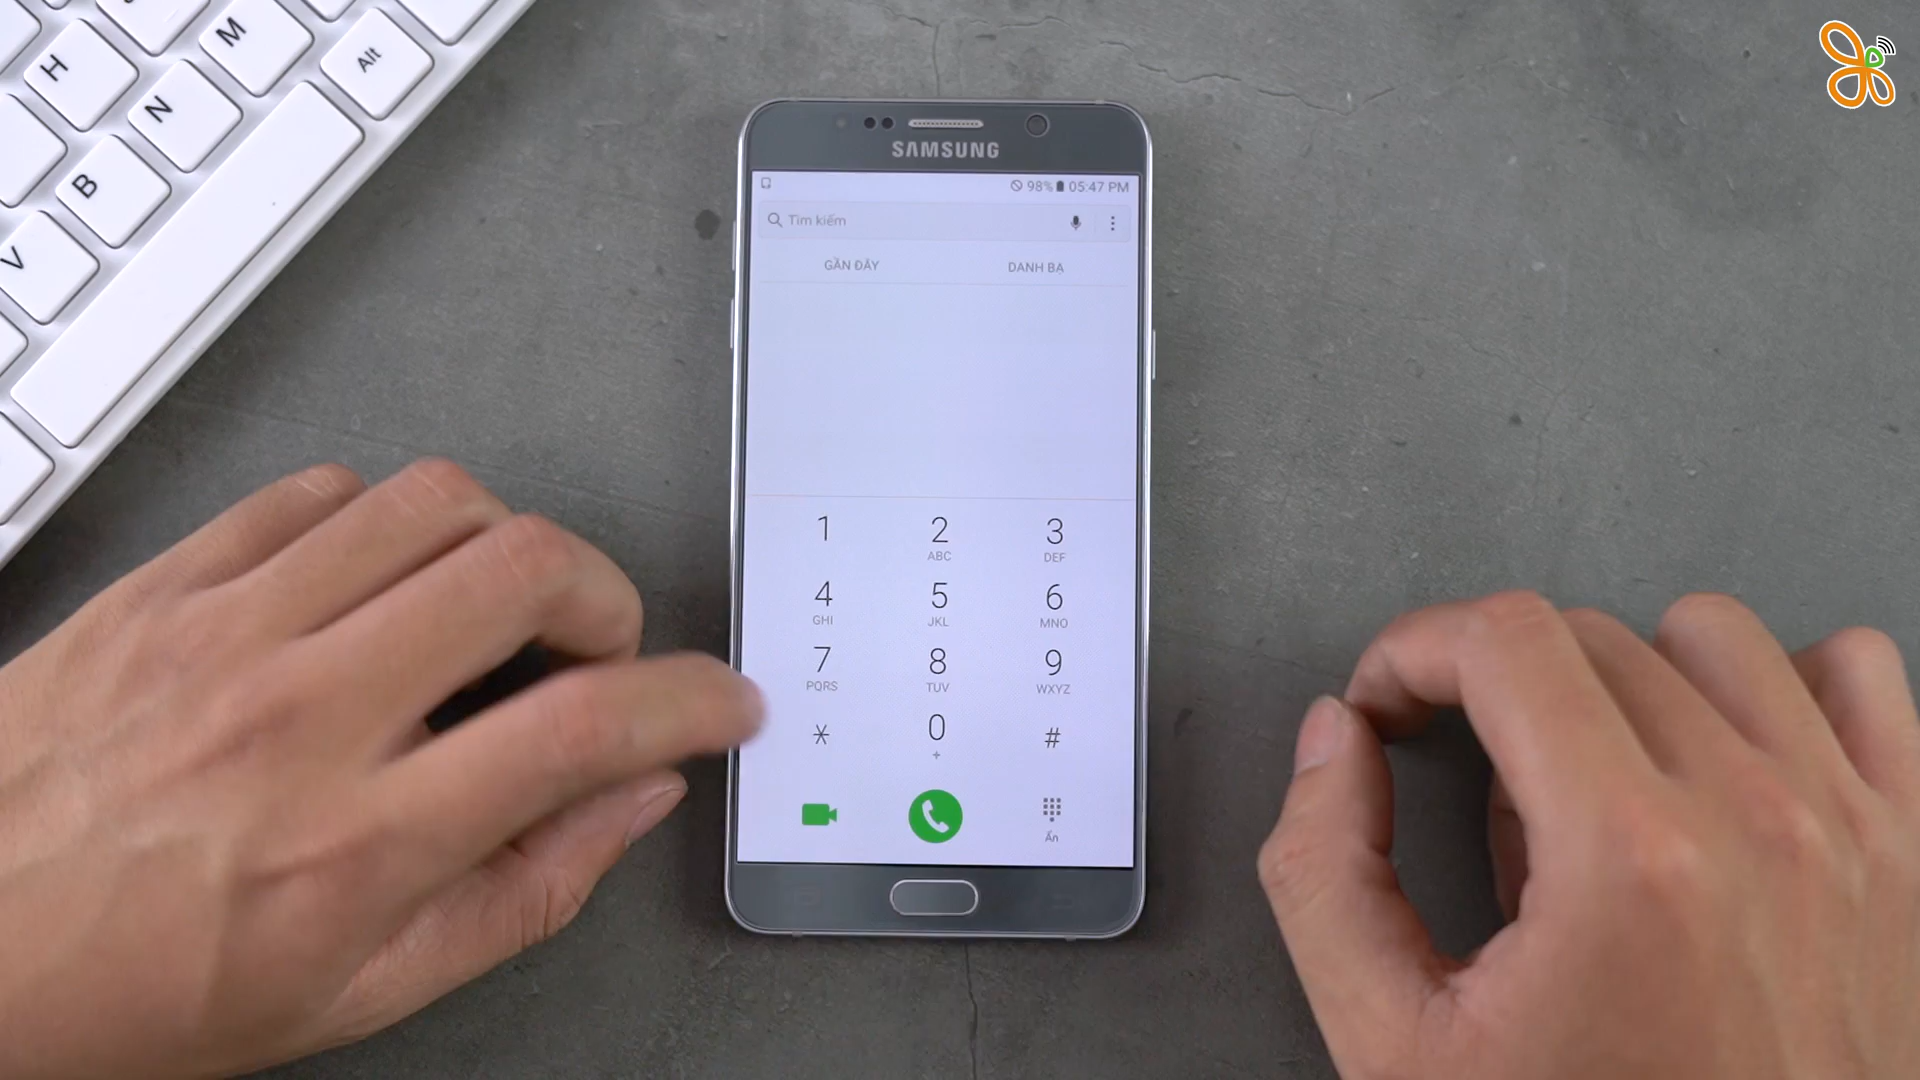 H
M
Alt
N
B
V
SAMSUNG
98% 05:47 PM
Tìm kiếm
GẦN ĐÂY DANH BẠ
1 2 3
ABC DEF
4 5 6
GHI JKL MNO
7 8 9
PQRS TUV WXYZ
* 0 #
+
Ẩn